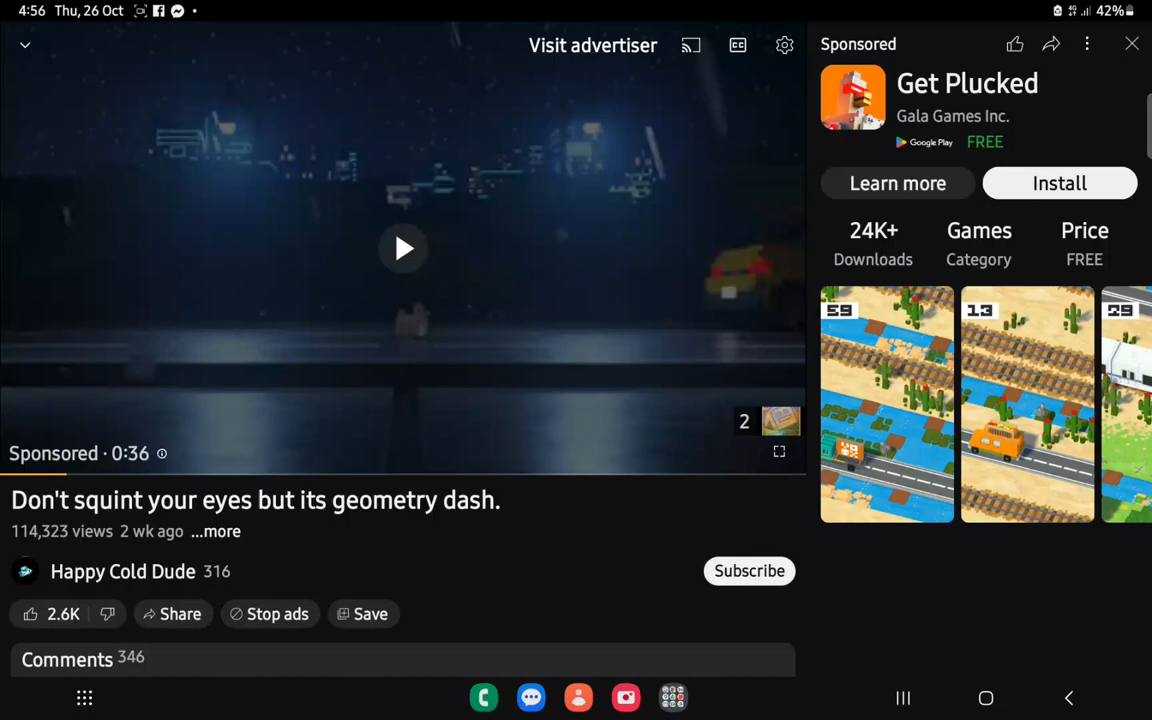 4:56 Thu, 26 Oct
4G 42%
Visit advertiser
CC
Sponsored
Get Plucked
Gala Games Inc.
Google Play FREE
Learn more
Install
24K+
Downloads
Games
Category
Price
FREE
59
13
29
2
Sponsored · 0:36
Don't squint your eyes but its geometry dash.
114,323 views 2 wk ago ...more
Happy Cold Dude 316
Subscribe
2.6K
Share
Stop ads
Save
Comments 346